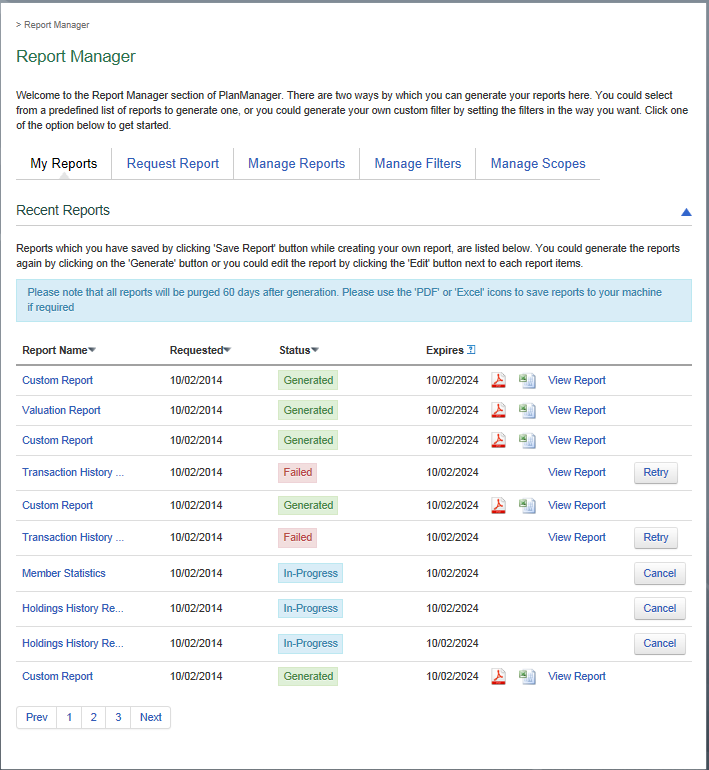 > Report Manager
Report Manager
Welcome to the Report Manager section of PlanManager. There are two ways by which you can generate your reports here. You could select
from a predefined list of reports to generate one, or you could generate your own custom filter by setting the filters in the way you want. Click one
of the option below to get started.
My Reports Request Report Manage Reports Manage Filters Manage Scopes
Recent Reports
Reports which you have saved by clicking 'Save Report' button while creating your own report, are listed below. You could generate the reports
again by clicking on the 'Generate' button or you could edit the report by clicking the 'Edit' button next to each report items.
Please note that all reports will be purged 60 days after generation. Please use the 'PDF' or 'Excel' icons to save reports to your machine
if required
Report Name Requested Status Expires ?
Custom Report 10/02/2014 Generated 10/02/2024 View Report
Valuation Report 10/02/2014 Generated 10/02/2024 View Report
Custom Report 10/02/2014 Generated 10/02/2024 View Report
Transaction History ... 10/02/2014 Failed 10/02/2024 View Report Retry
Custom Report 10/02/2014 Generated 10/02/2024 View Report
Transaction History ... 10/02/2014 Failed 10/02/2024 View Report Retry
Member Statistics 10/02/2014 In-Progress 10/02/2024 Cancel
Holdings History Re... 10/02/2014 In-Progress 10/02/2024 Cancel
Holdings History Re... 10/02/2014 In-Progress 10/02/2024 Cancel
Custom Report 10/02/2014 Generated 10/02/2024 View Report
Prev 1 2 3 Next